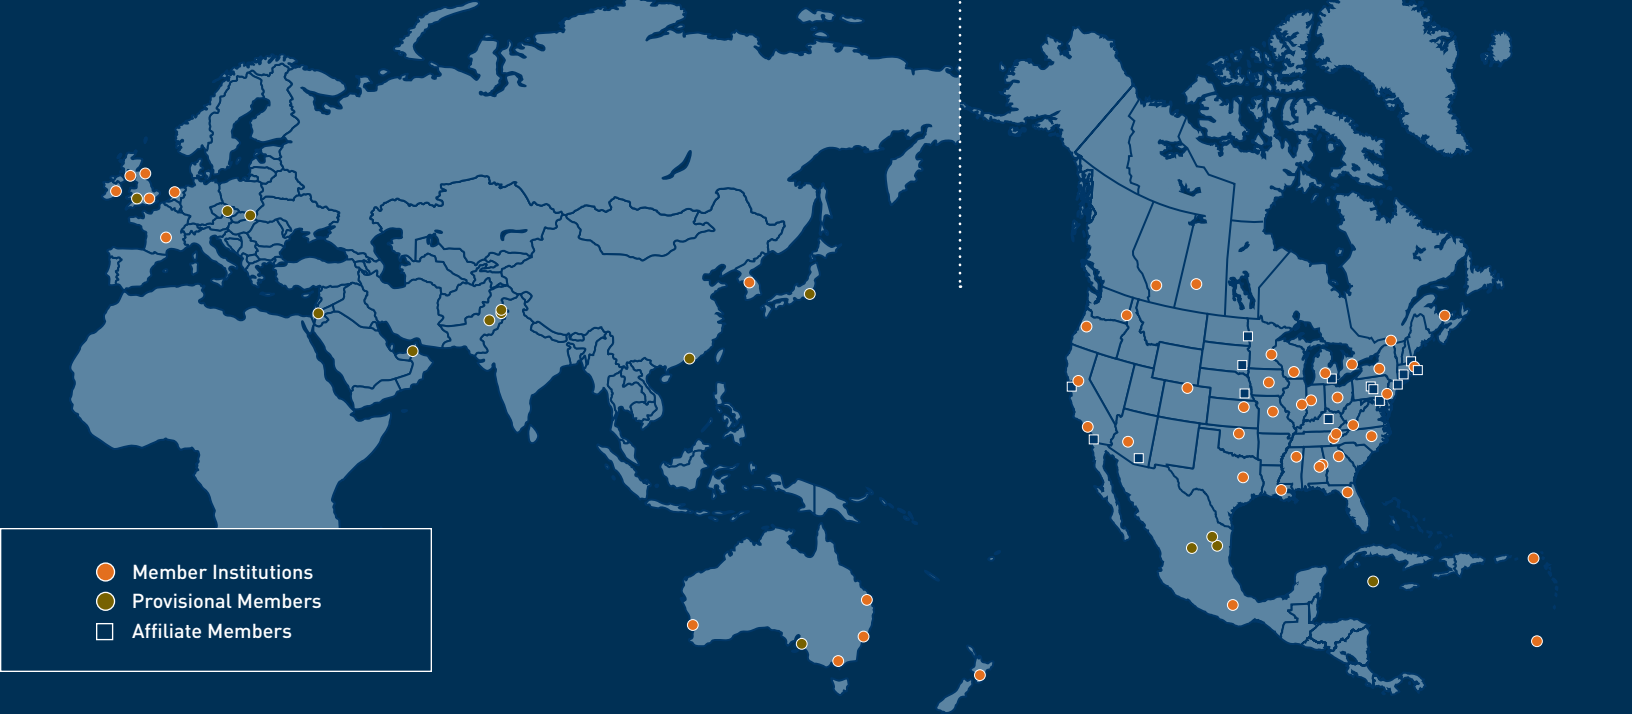 Member Institutions
Provisional Members
Affiliate Members